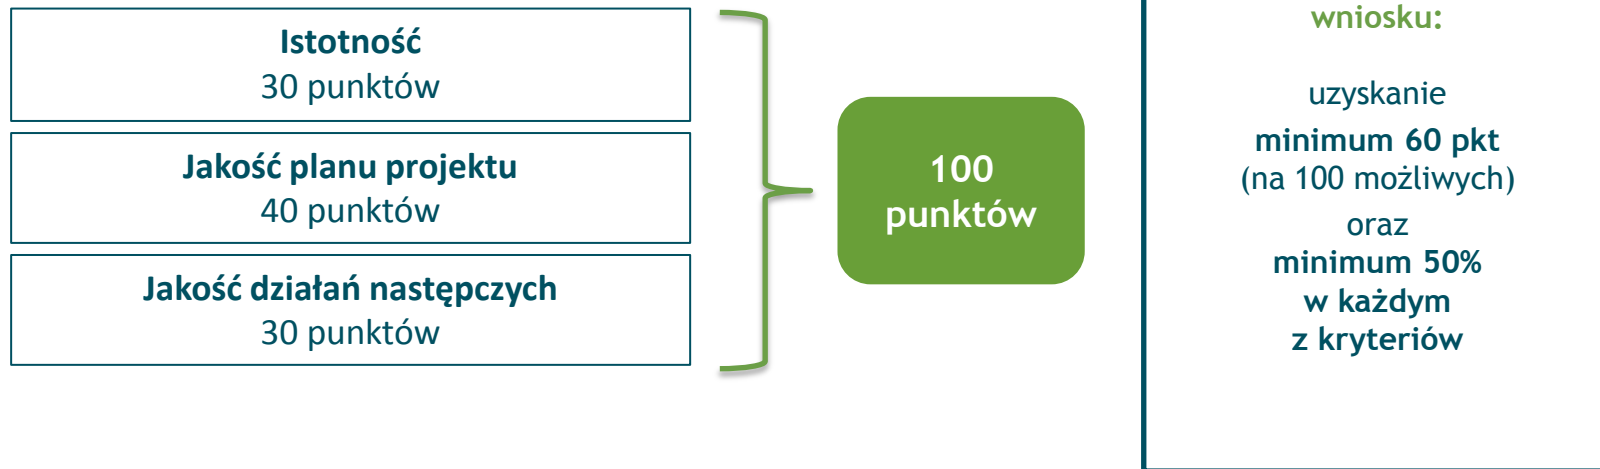 Istotność
30 punktów
Jakość planu projektu
40 punktów
Jakość działań następczych
30 punktów
100
punktów
wniosku:
uzyskanie
minimum 60 pkt
(na 100 możliwych)
oraz
minimum 50%
w każdym
z kryteriów